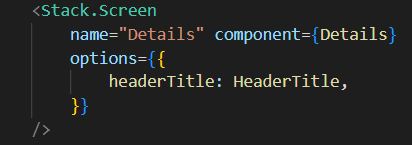 <Stack.Screen
name="Details" component={Details}
options={{
headerTitle: HeaderTitle,
}}
/>